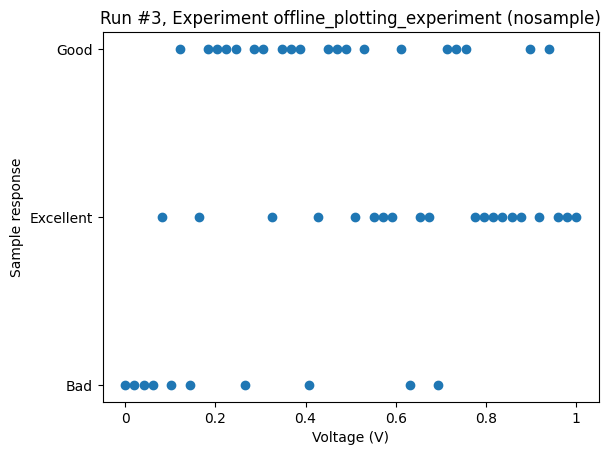 Run #3, Experiment offline_plotting_experiment (nosample)
Good
Excellent
Bad
Sample response
0 0.2 0.4 0.6 0.8 1
Voltage (V)